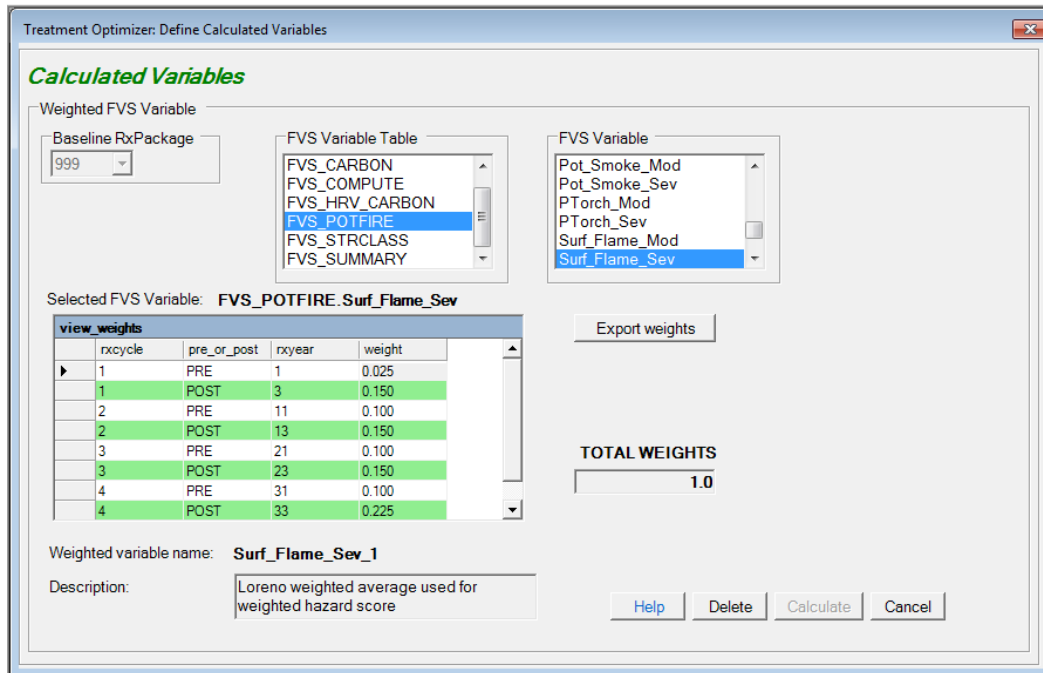 Treatment Optimizer: Define Calculated Variables
Calculated Variables
Weighted FVS Variable
Baseline RxPackage
999
FVS Variable Table
FVS_CARBON
FVS_COMPUTE
FVS_HRV_CARBON
FVS_POTFIRE
FVS_STRCLASS
FVS_SUMMARY
FVS Variable
Pot_Smoke_Mod
Pot_Smoke_Sev
PTorch_Mod
PTorch_Sev
Surf_Flame_Mod
Surf_Flame_Sev
Selected FVS Variable: FVS_POTFIRE.Surf_Flame_Sev
view_weights
rxcycle pre_or_post rxyear weight
1 PRE 1 0.025
1 POST 3 0.150
2 PRE 11 0.100
2 POST 13 0.150
3 PRE 21 0.100
3 POST 23 0.150
4 PRE 31 0.100
4 POST 33 0.225
Export weights
TOTAL WEIGHTS
1.0
Weighted variable name: Surf_Flame_Sev_1
Description: Loreno weighted average used for
weighted hazard score
Help Delete Calculate Cancel